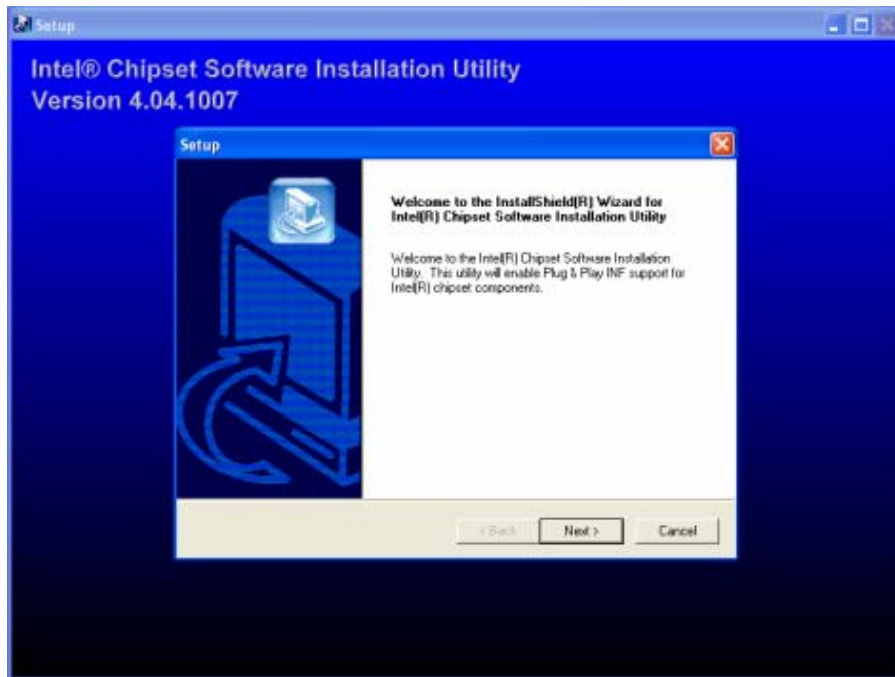 Setup
Intel® Chipset Software Installation Utility
Version 4.04.1007
Setup
Welcome to the InstallShield(R) Wizard for
Intel(R) Chipset Software Installation Utility
Welcome to the Intel(R) Chipset Software Installation
Utility. This utility will enable Plug & Play INF support for
Intel(R) chipset components.
< Back
Next >
Cancel